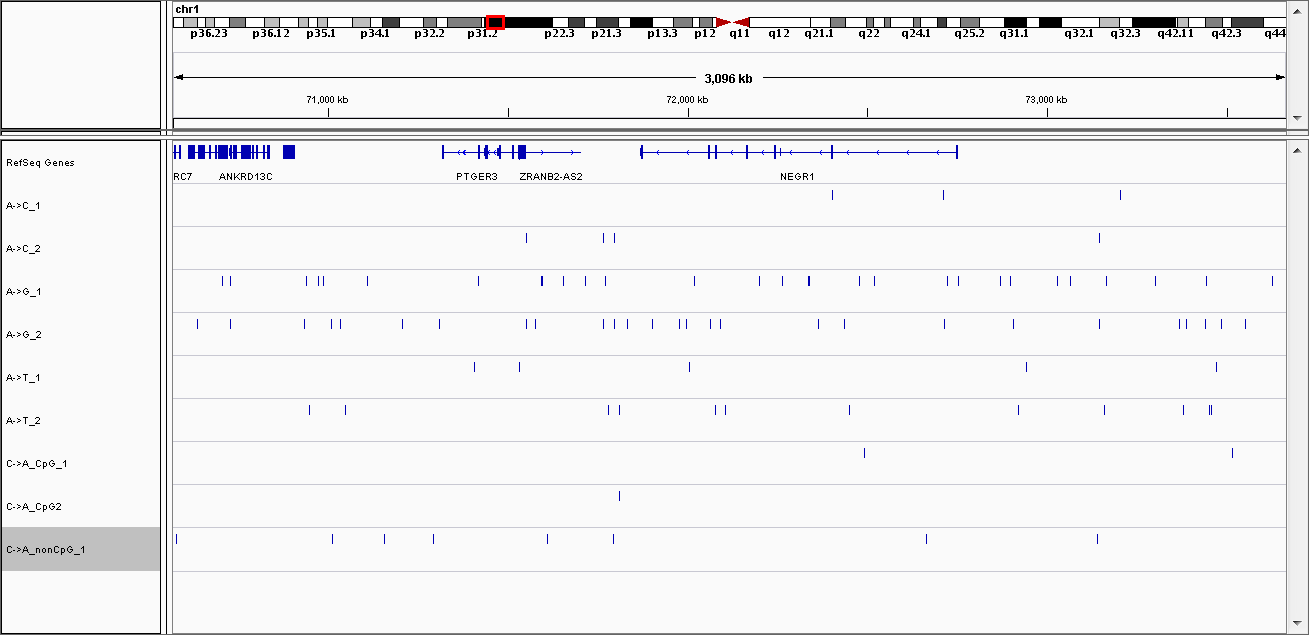 chr1
p36.23 p36.12 p35.1 p34.1 p32.2 p31.2 p22.3 p21.3 p13.3 p12 q11 q12 q21.1 q22 q24.1 q25.2 q31.1 q32.1 q32.3 q42.11 q42.3 q44
3,096 kb
71,000 kb 72,000 kb 73,000 kb
RefSeq Genes
RC7 ANKRD13C PTGER3 ZRANB2-AS2 NEGR1
A->C_1
A->C_2
A->G_1
A->G_2
A->T_1
A->T_2
C->A_CpG_1
C->A_CpG2
C->A_nonCpG_1